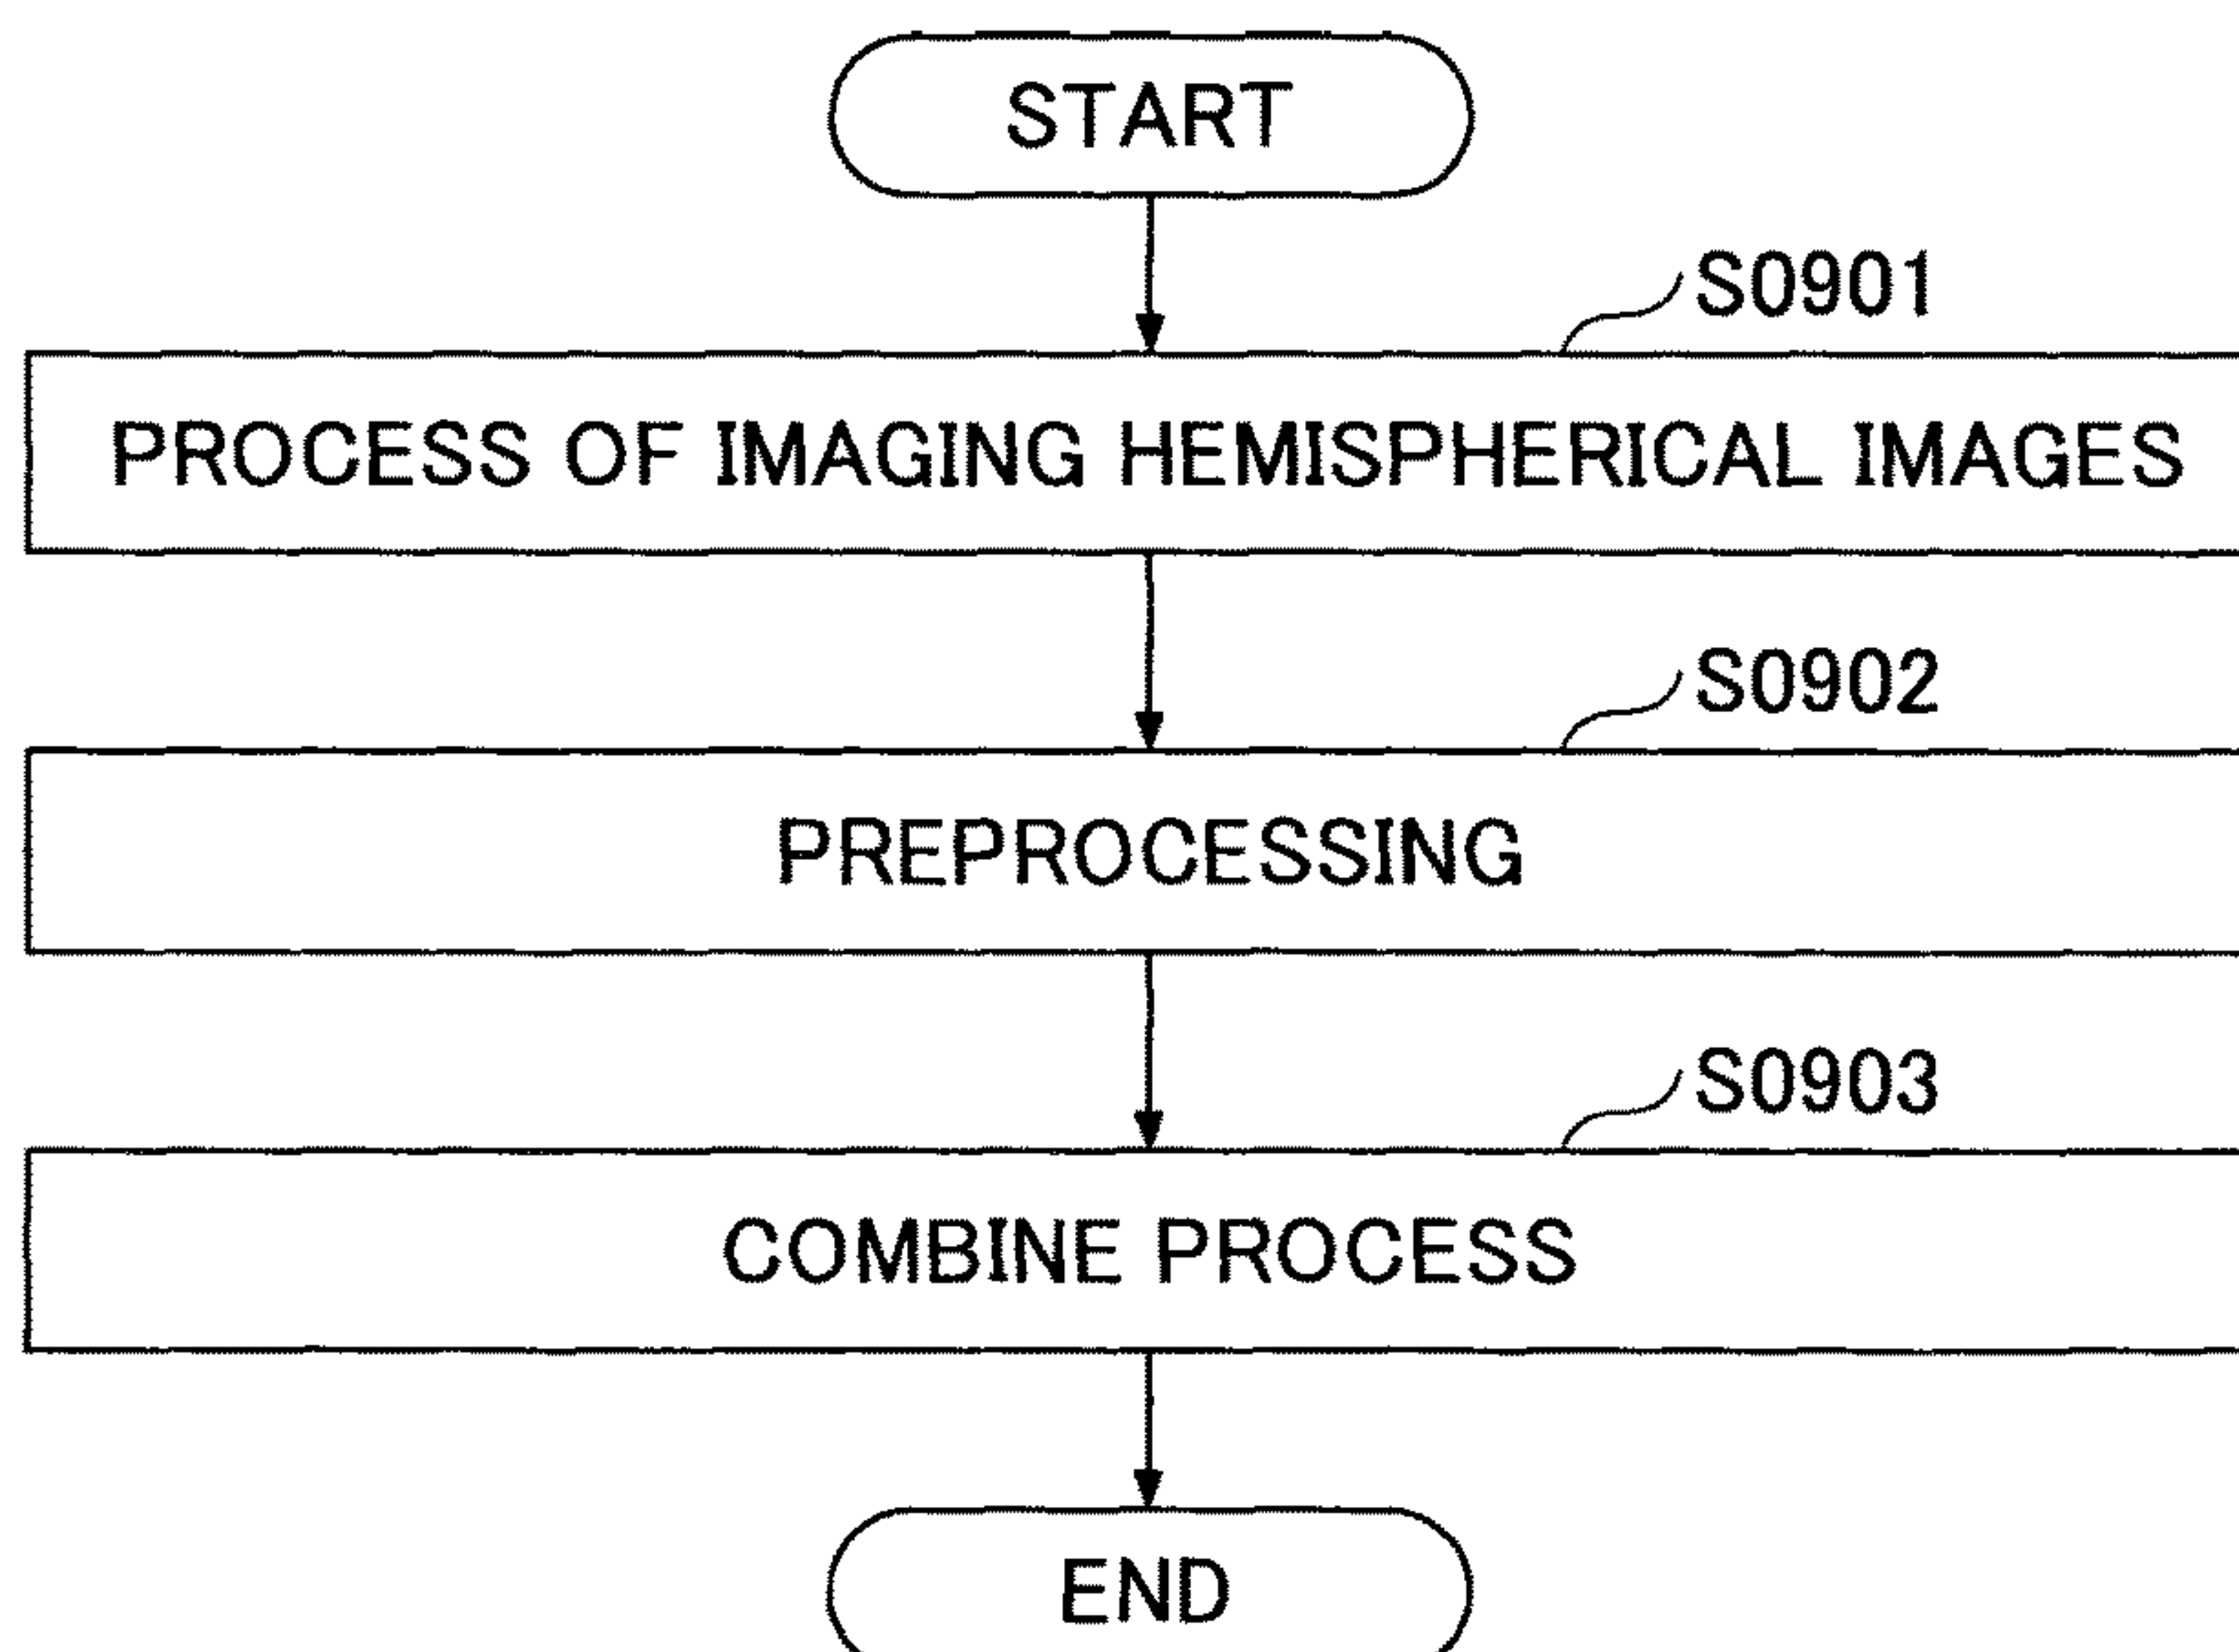 START
S0901
PROCESS OF IMAGING HEMISPHERICAL IMAGES
S0902
PREPROCESSING
S0903
COMBINE PROCESS
END